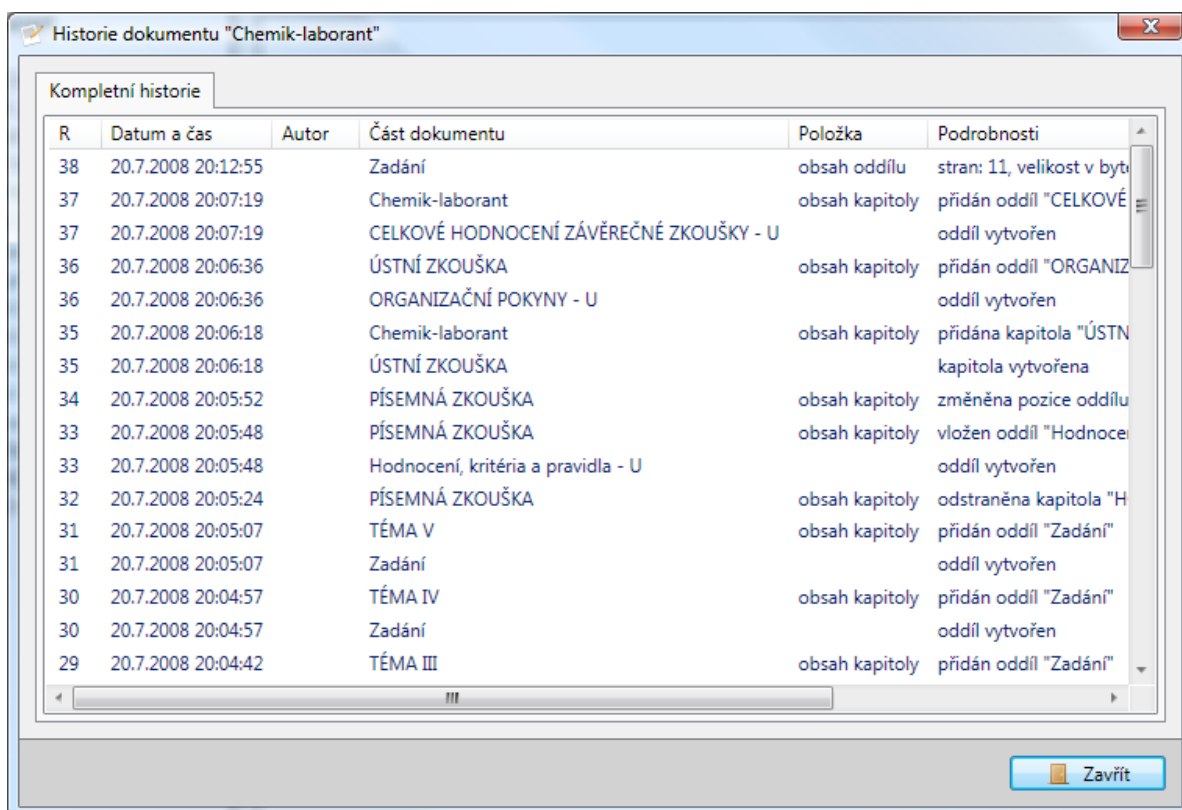 Historie dokumentu "Chemik-laborant"
Kompletní historie
R Datum a čas Autor Část dokumentu Položka Podrobnosti
38 20.7.2008 20:12:55 Zadání obsah oddílu stran: 11, velikost v byt
37 20.7.2008 20:07:19 Chemik-laborant obsah kapitoly přidán oddíl "CELKOVÉ
37 20.7.2008 20:07:19 CELKOVÉ HODNOCENÍ ZÁVĚREČNÉ ZKOUŠKY - U oddíl vytvořen
36 20.7.2008 20:06:36 ÚSTNÍ ZKOUŠKA obsah kapitoly přidán oddíl "ORGANIZ
36 20.7.2008 20:06:36 ORGANIZAČNÍ POKYNY - U oddíl vytvořen
35 20.7.2008 20:06:18 Chemik-laborant obsah kapitoly přidána kapitola "ÚSTN
35 20.7.2008 20:06:18 ÚSTNÍ ZKOUŠKA kapitola vytvořena
34 20.7.2008 20:05:52 PÍSEMNÁ ZKOUŠKA obsah kapitoly změněna pozice oddílu
33 20.7.2008 20:05:48 PÍSEMNÁ ZKOUŠKA obsah kapitoly vložen oddíl "Hodnoce
33 20.7.2008 20:05:48 Hodnocení, kritéria a pravidla - U oddíl vytvořen
32 20.7.2008 20:05:24 PÍSEMNÁ ZKOUŠKA obsah kapitoly odstraněna kapitola "H
31 20.7.2008 20:05:07 TÉMA V obsah kapitoly přidán oddíl "Zadání"
31 20.7.2008 20:05:07 Zadání oddíl vytvořen
30 20.7.2008 20:04:57 TÉMA IV obsah kapitoly přidán oddíl "Zadání"
30 20.7.2008 20:04:57 Zadání oddíl vytvořen
29 20.7.2008 20:04:42 TÉMA III obsah kapitoly přidán oddíl "Zadání"
Zavřít